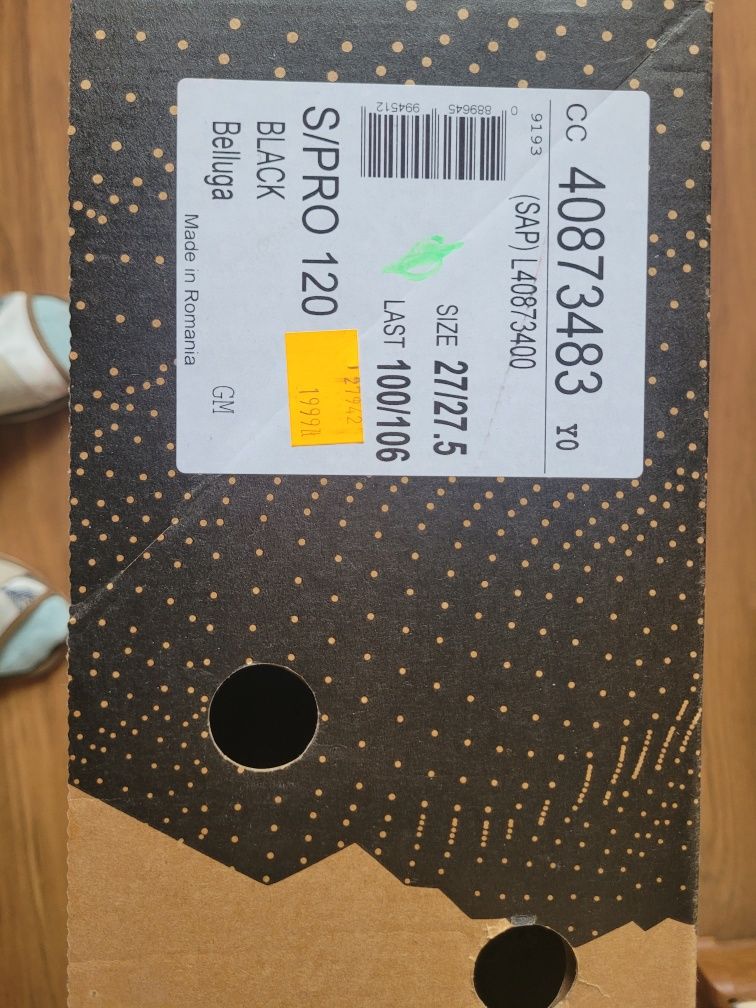 CC 40873483 YO
9193 (SAP) L40873400
0 889645 994512
SIZE 27/27.5
LAST 100/106
S/PRO 120
BLACK
Belluga
GM
Made in Romania
27942